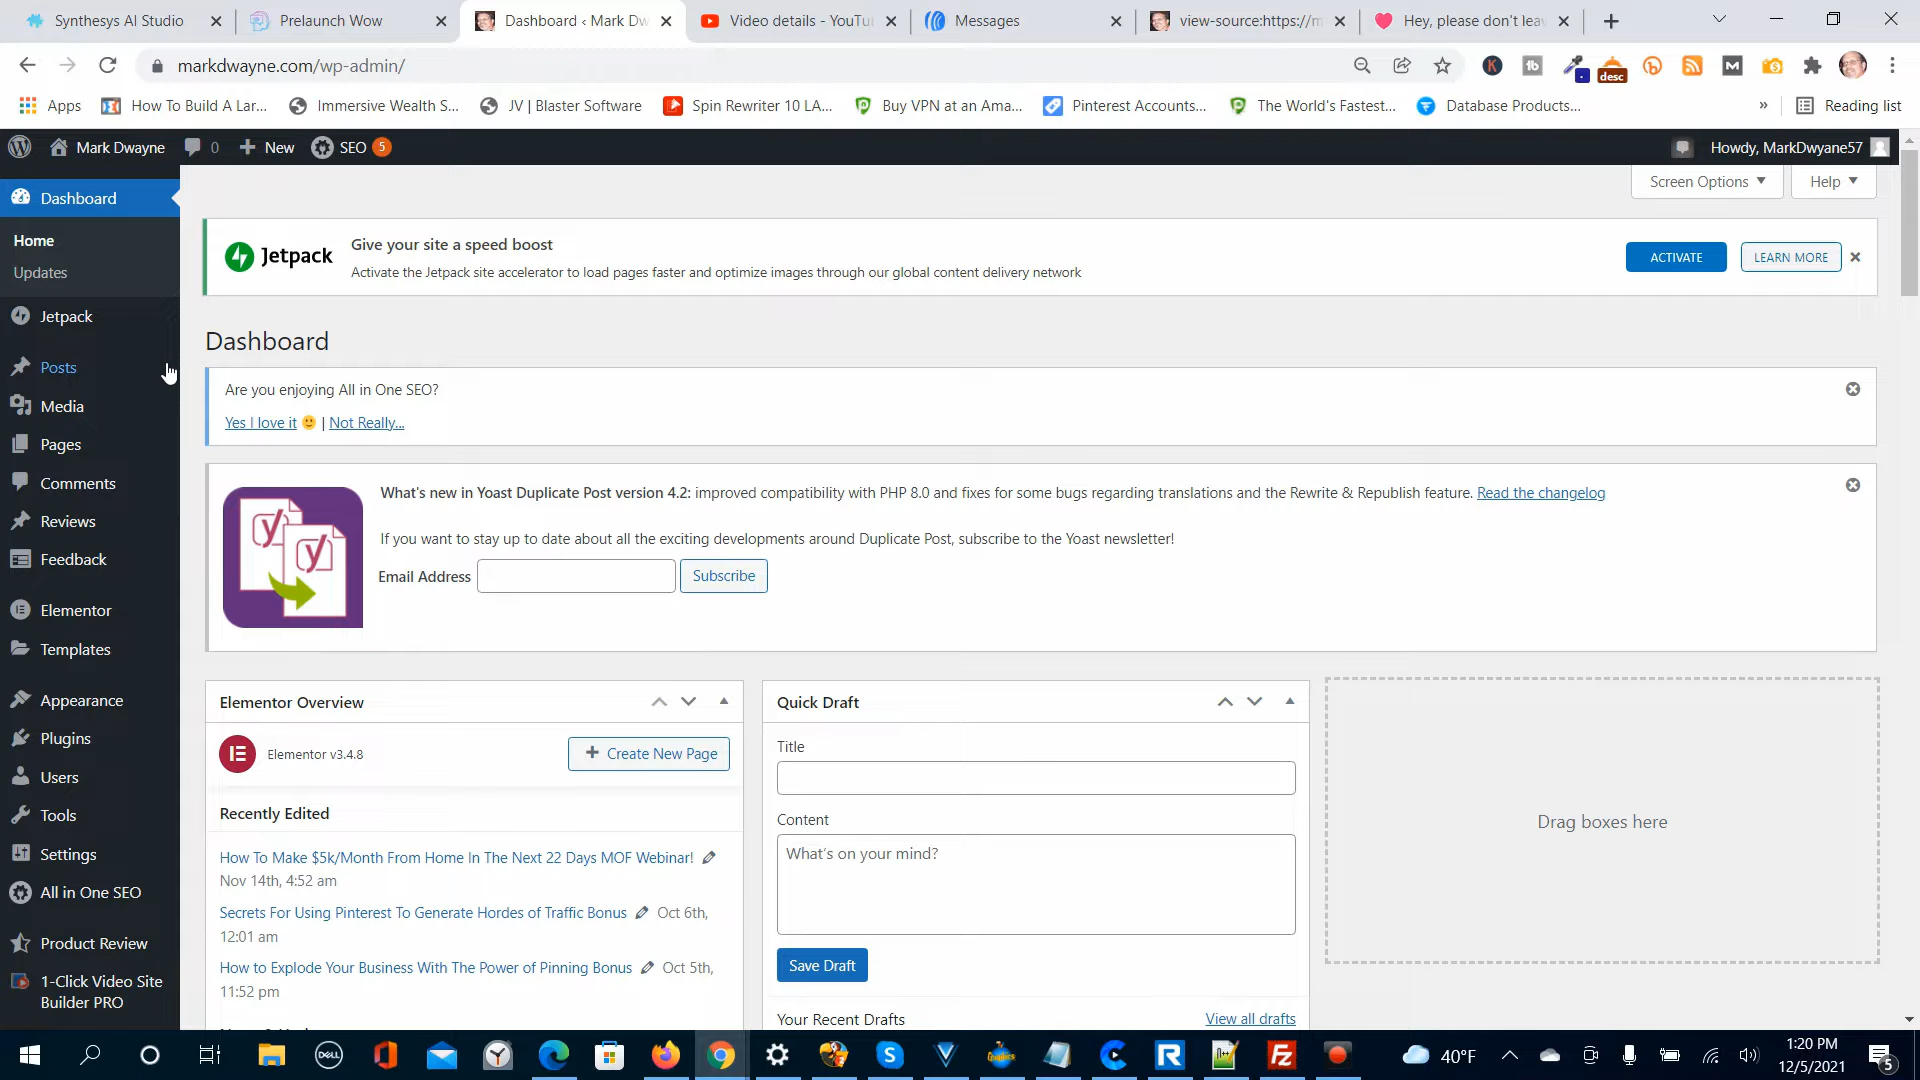 Synthesys AI Studio
Prelaunch Wow
Dashboard ‹ Mark Dw
Video details - YouTu
Messages
view-source:https://m
Hey, please don't leav
markdwayne.com/wp-admin/
desc
Apps
How To Build A Lar...
Immersive Wealth S...
JV | Blaster Software
Spin Rewriter 10 LA...
Buy VPN at an Ama...
Pinterest Accounts...
The World's Fastest...
Database Products...
»
Reading list
Mark Dwayne
0
New
SEO 5
Howdy, MarkDwyane57
Screen Options
Help
Dashboard
Home
Updates
Jetpack
Posts
Media
Pages
Comments
Reviews
Feedback
Elementor
Templates
Appearance
Plugins
Users
Tools
Settings
All in One SEO
Product Review
1-Click Video Site
Builder PRO
Jetpack
Give your site a speed boost
Activate the Jetpack site accelerator to load pages faster and optimize images through our global content delivery network
ACTIVATE
LEARN MORE
Dashboard
Are you enjoying All in One SEO?
Yes I love it 🙂 | Not Really...
What's new in Yoast Duplicate Post version 4.2: improved compatibility with PHP 8.0 and fixes for some bugs regarding translations and the Rewrite & Republish feature. Read the changelog
If you want to stay up to date about all the exciting developments around Duplicate Post, subscribe to the Yoast newsletter!
Email Address
Subscribe
Elementor Overview
Elementor v3.4.8
Create New Page
Recently Edited
How To Make $5k/Month From Home In The Next 22 Days MOF Webinar!
Nov 14th, 4:52 am
Secrets For Using Pinterest To Generate Hordes of Traffic Bonus Oct 6th,
12:01 am
How to Explode Your Business With The Power of Pinning Bonus Oct 5th,
11:52 pm
Quick Draft
Title
Content
What's on your mind?
Save Draft
Your Recent Drafts
View all drafts
Drag boxes here
DELL
40°F
1:20 PM
12/5/2021
5